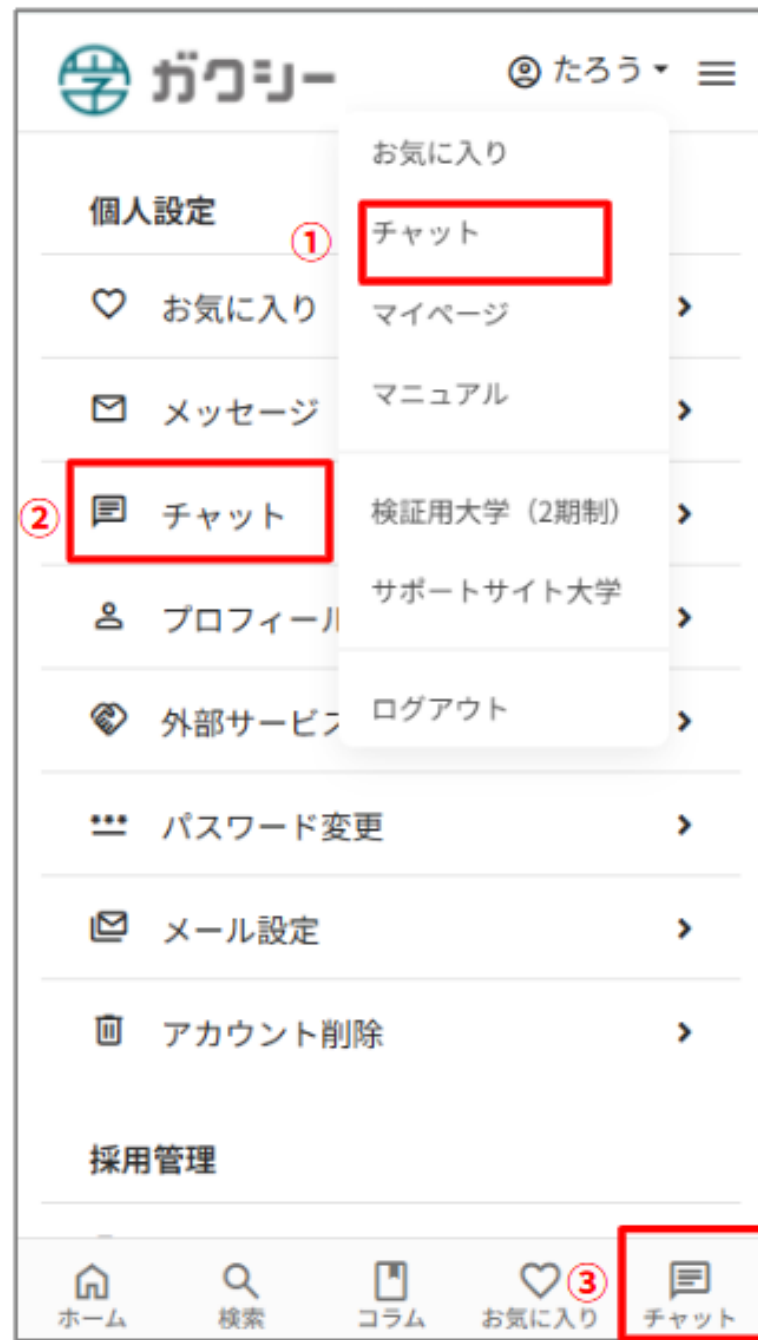 学 ガクシー
たろう
お気に入り
① チャット
マイページ
マニュアル
検証用大学（2期制）
サポートサイト大学
ログアウト
個人設定
お気に入り
メッセージ
② チャット
プロフィール
外部サービス
パスワード変更
メール設定
アカウント削除
採用管理
ホーム
検索
コラム
お気に入り
③ チャット